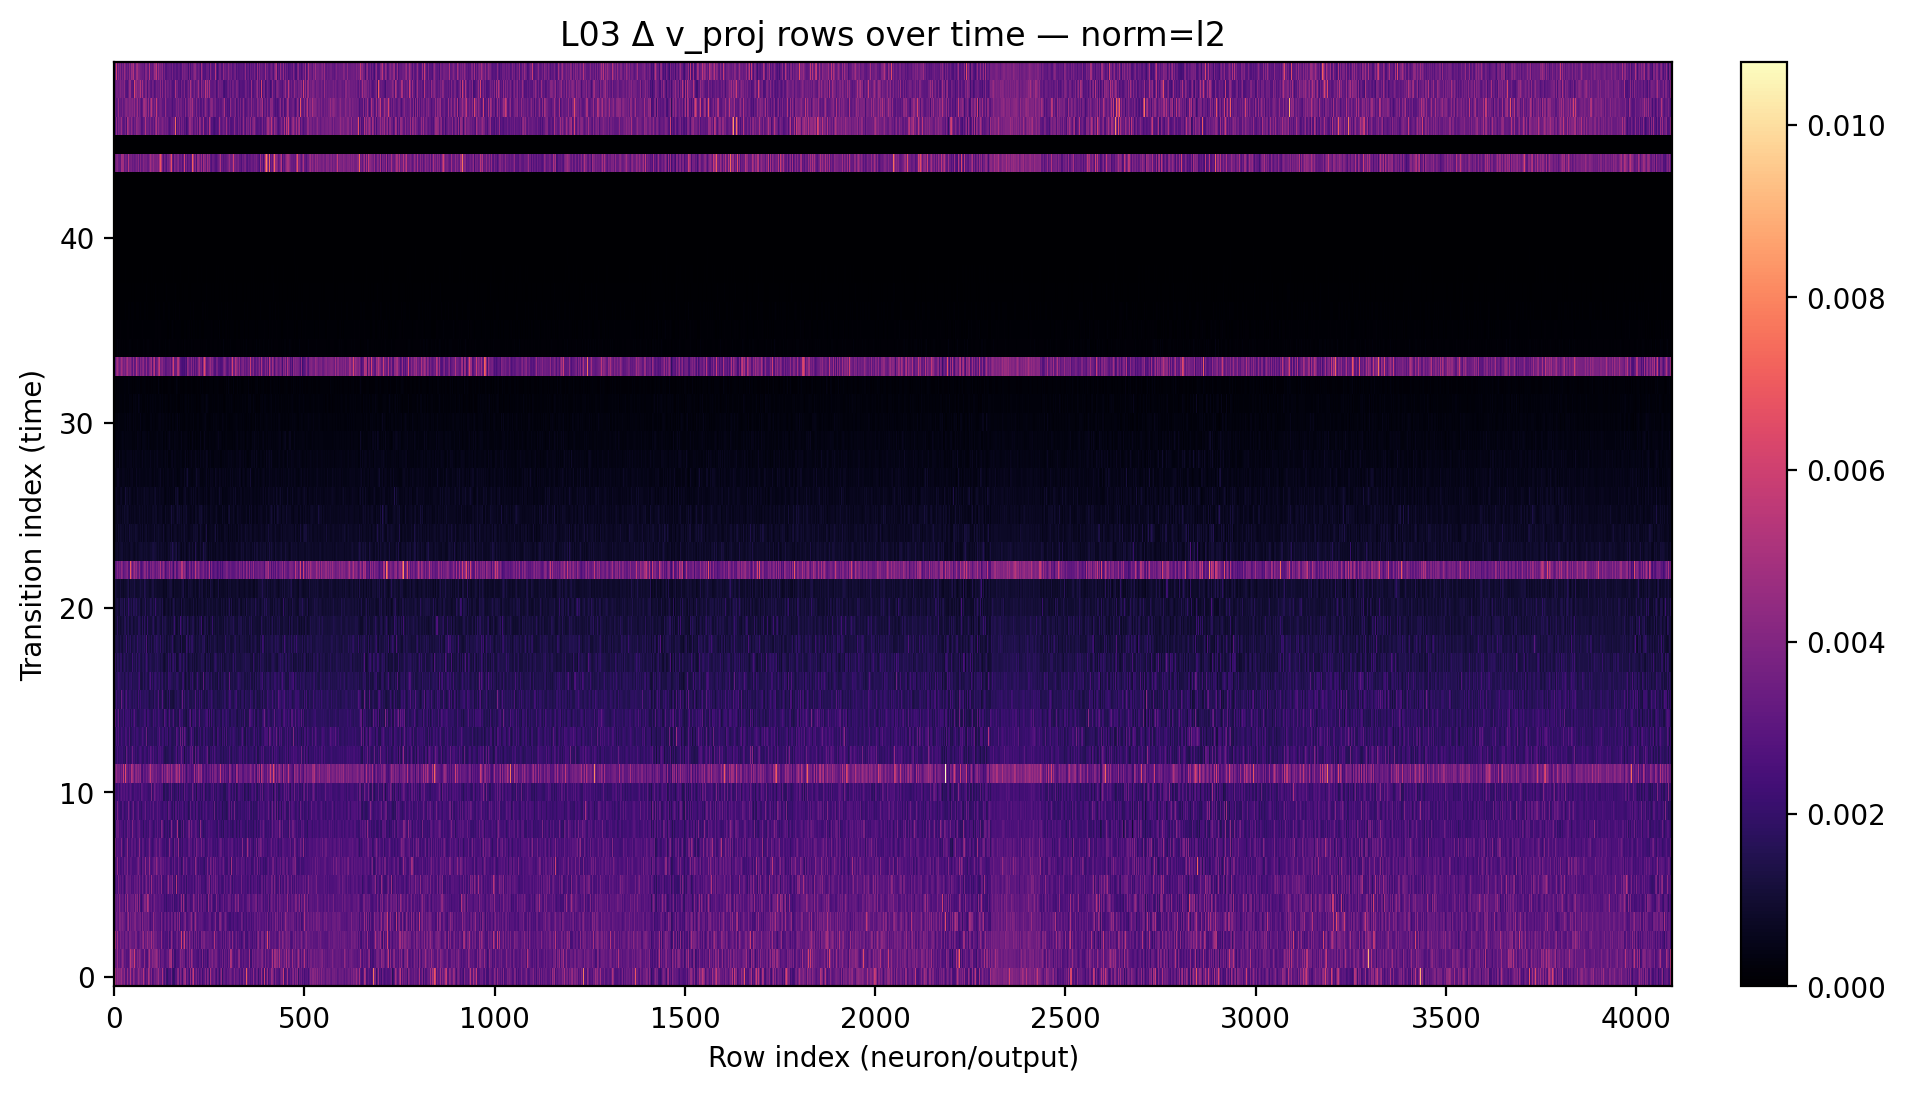 L03 Δ v_proj rows over time — norm=l2
Transition index (time)
40
30
20
10
0
0 500 1000 1500 2000 2500 3000 3500 4000
Row index (neuron/output)
0.010
0.008
0.006
0.004
0.002
0.000